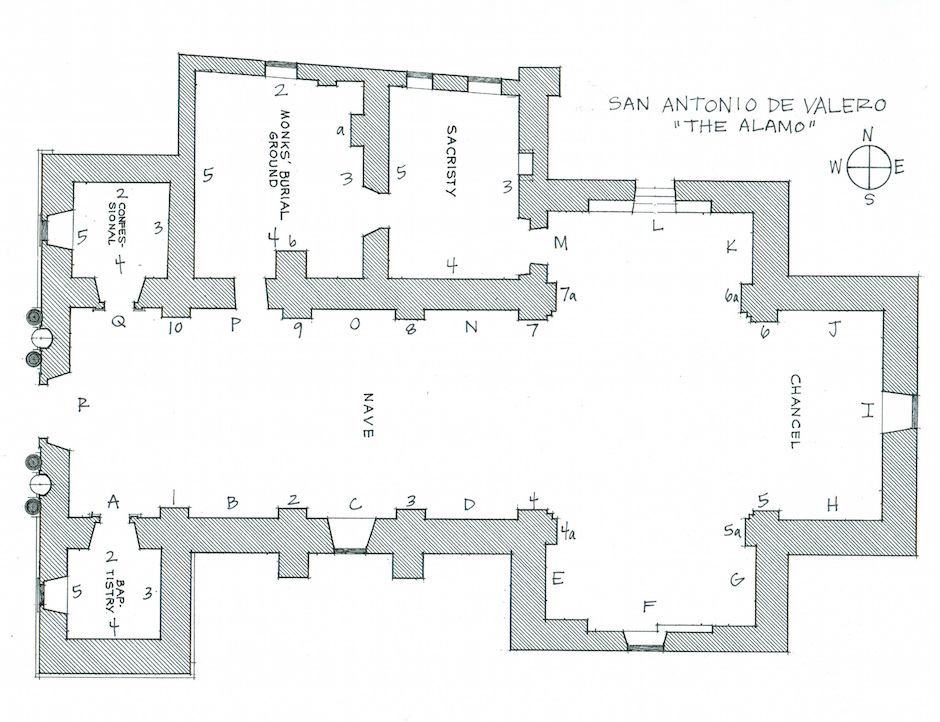 SAN ANTONIO DE VALERO
"THE ALAMO"
N
W E
S
2
MONKS' BURIAL
GROUND
a
5
3
4
6
SACRISTY
5
3
4
2
CONFES-
SIONAL
5
3
4
M
L
K
7a
6a
Q
10
P
9
O
8
N
7
6
J
R
NAVE
CHANCEL
I
A
1
B
2
C
3
D
4
5
H
4a
5a
E
F
G
2
BAP-
TISTRY
5
3
4